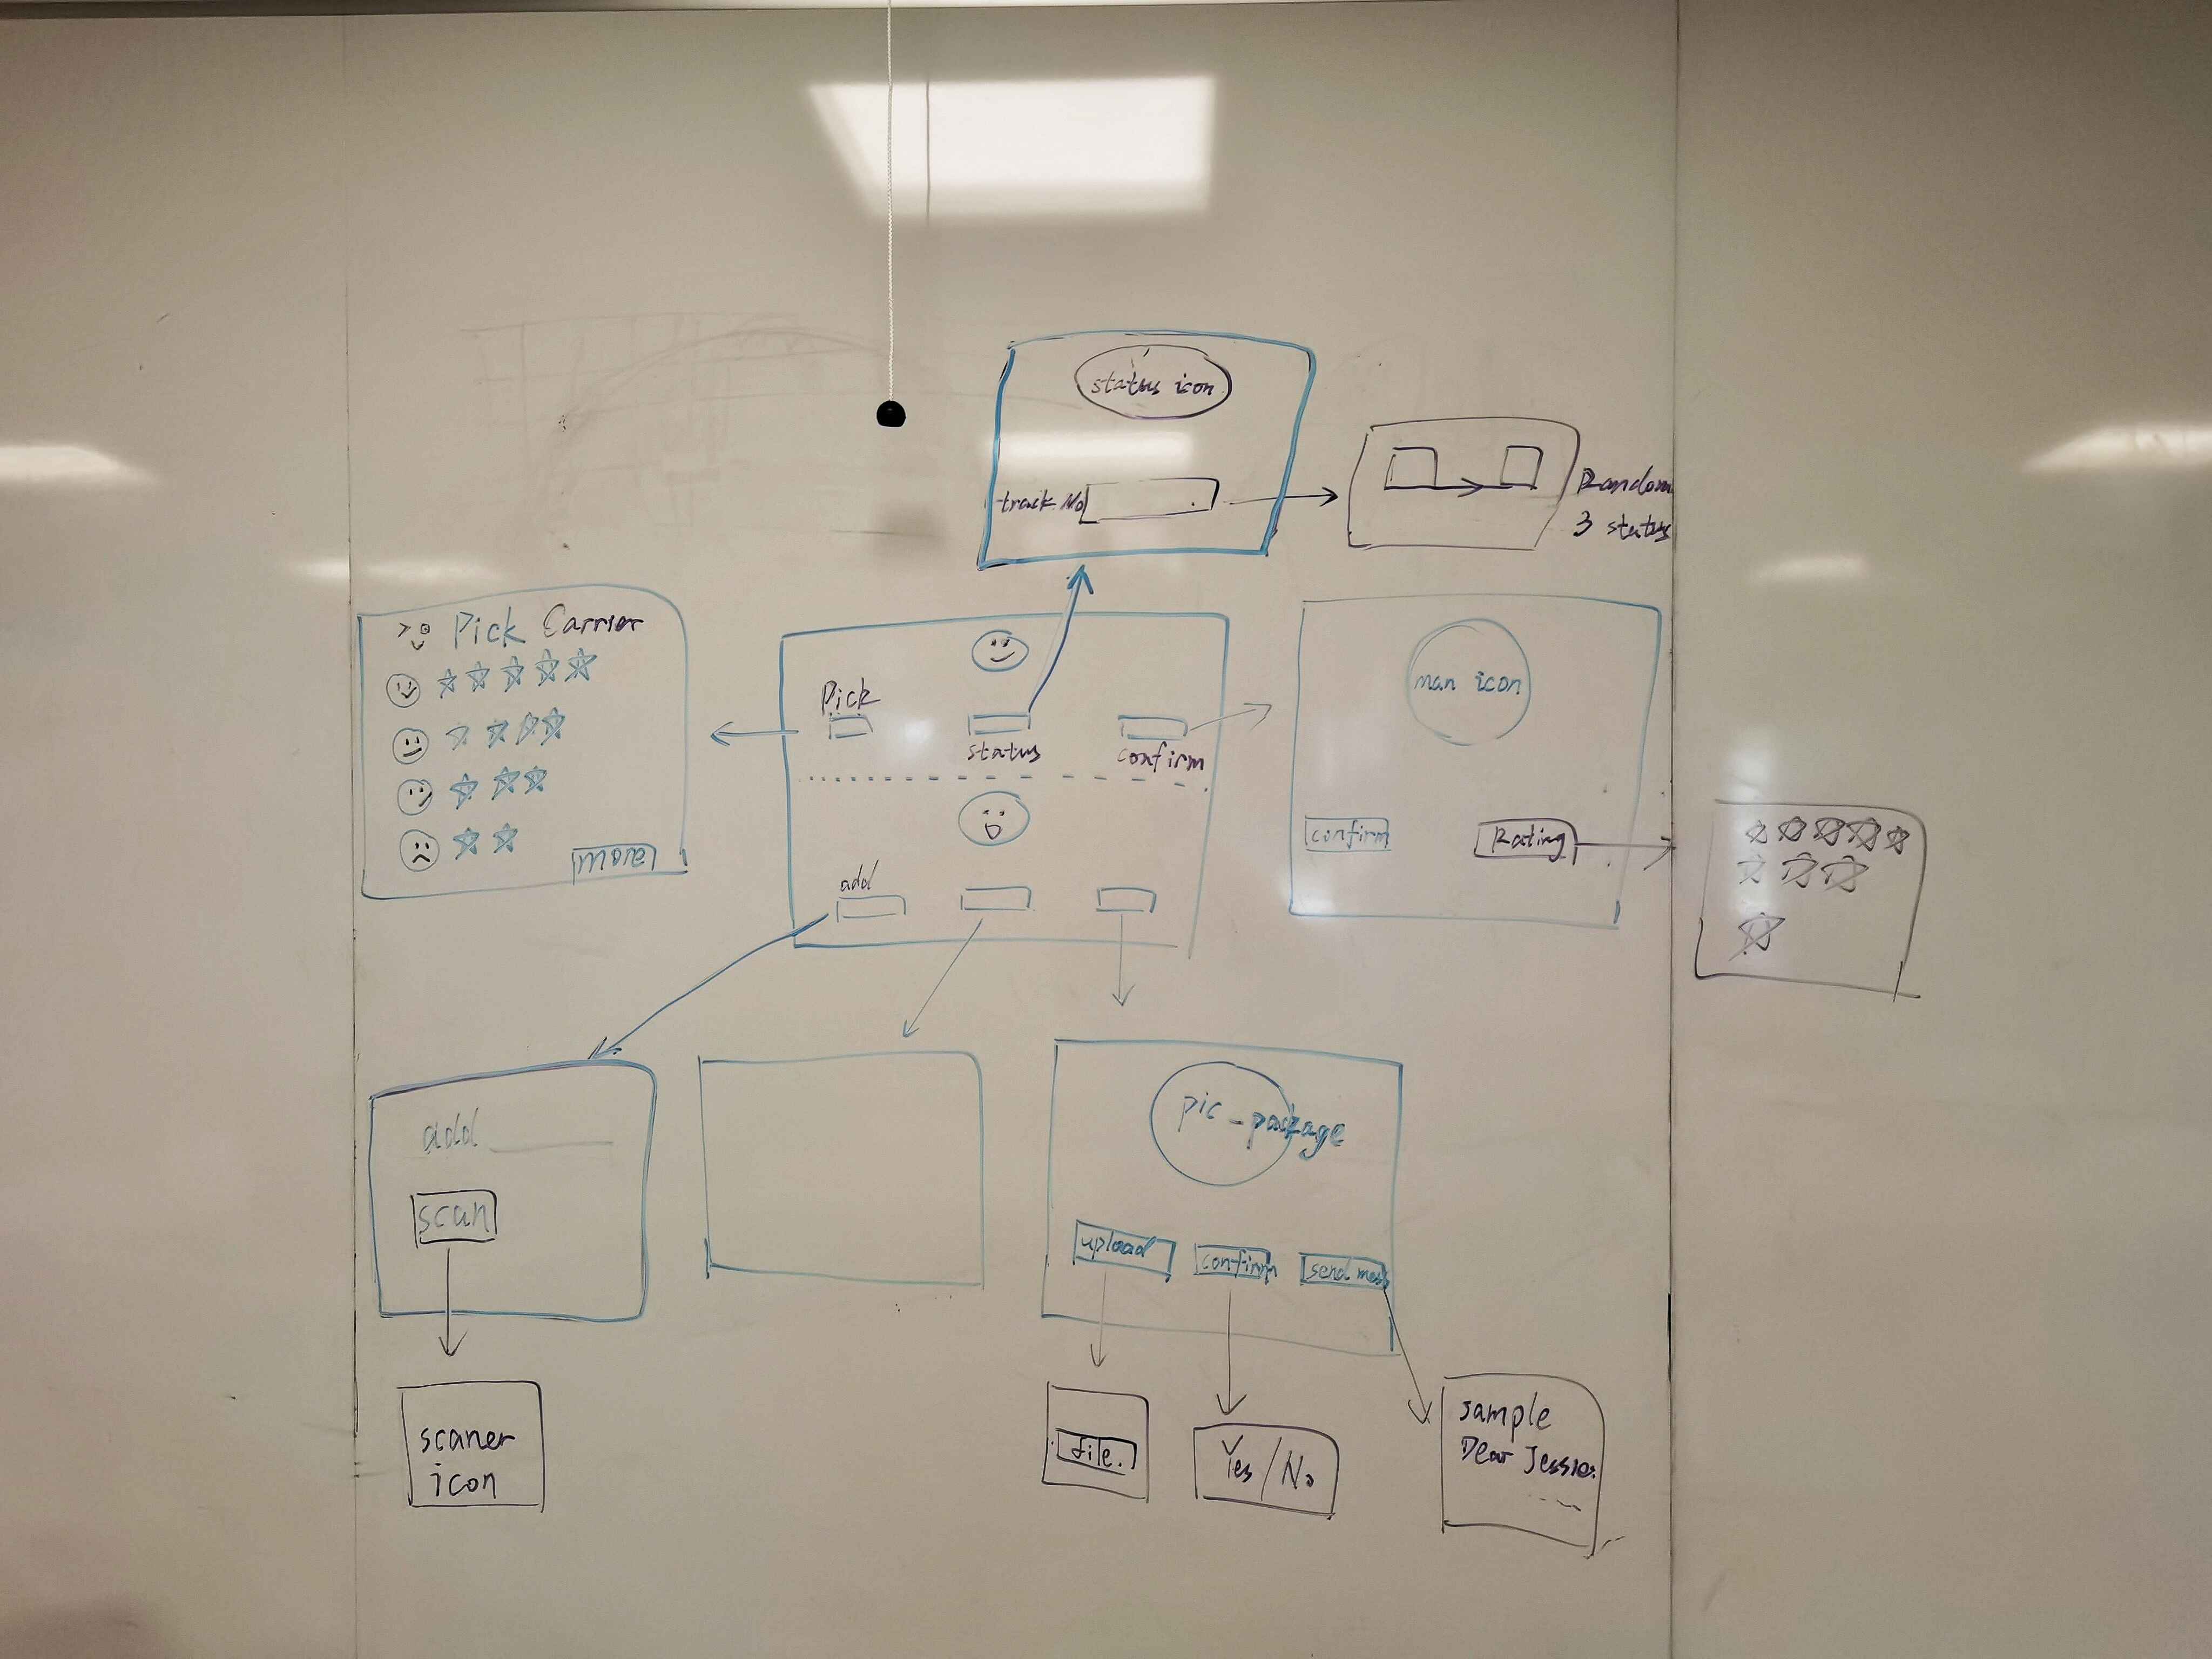 status icon
track No
Random
3 status
Pick Carrier
more
Pick
status
confirm
add
man icon
confirm
Rating
add
scan
scaner
icon
pic-package
upload
confirm
send mess
file.
Yes/No
sample
Dear Jessie